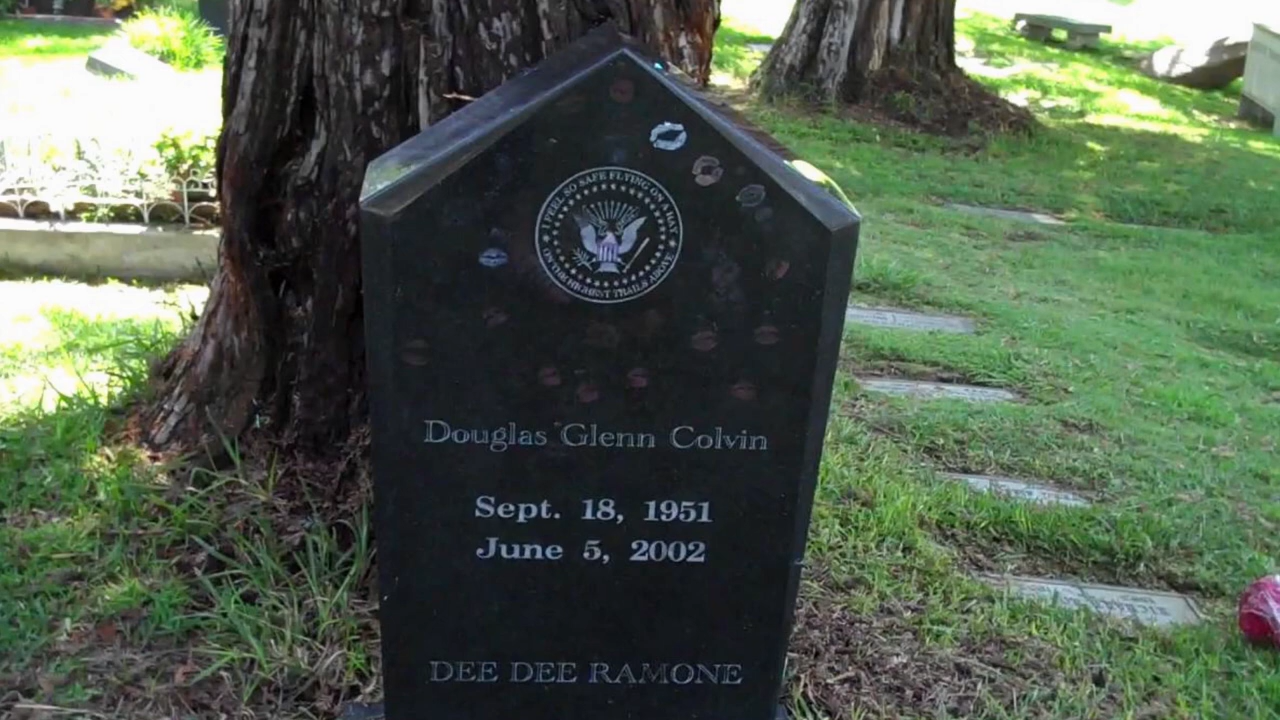 I FEEL SO SAFE FLYING ON A RAY
ON THE HIGHEST TRAILS ABOVE
Douglas Glenn Colvin
Sept. 18, 1951
June 5, 2002
DEE DEE RAMONE